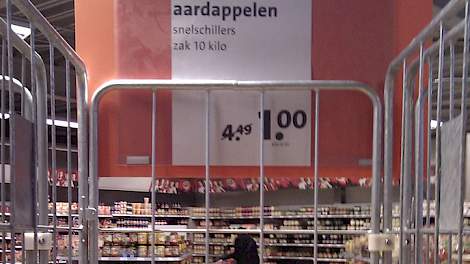 aardappelen
snelschillers
zak 10 kilo
4.49 1.00